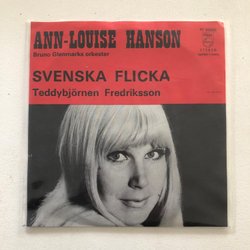 ANN-LOUISE HANSON
Bruno Glenmarks orkester
SVENSKA FLICKA
Teddybjörnen Fredriksson